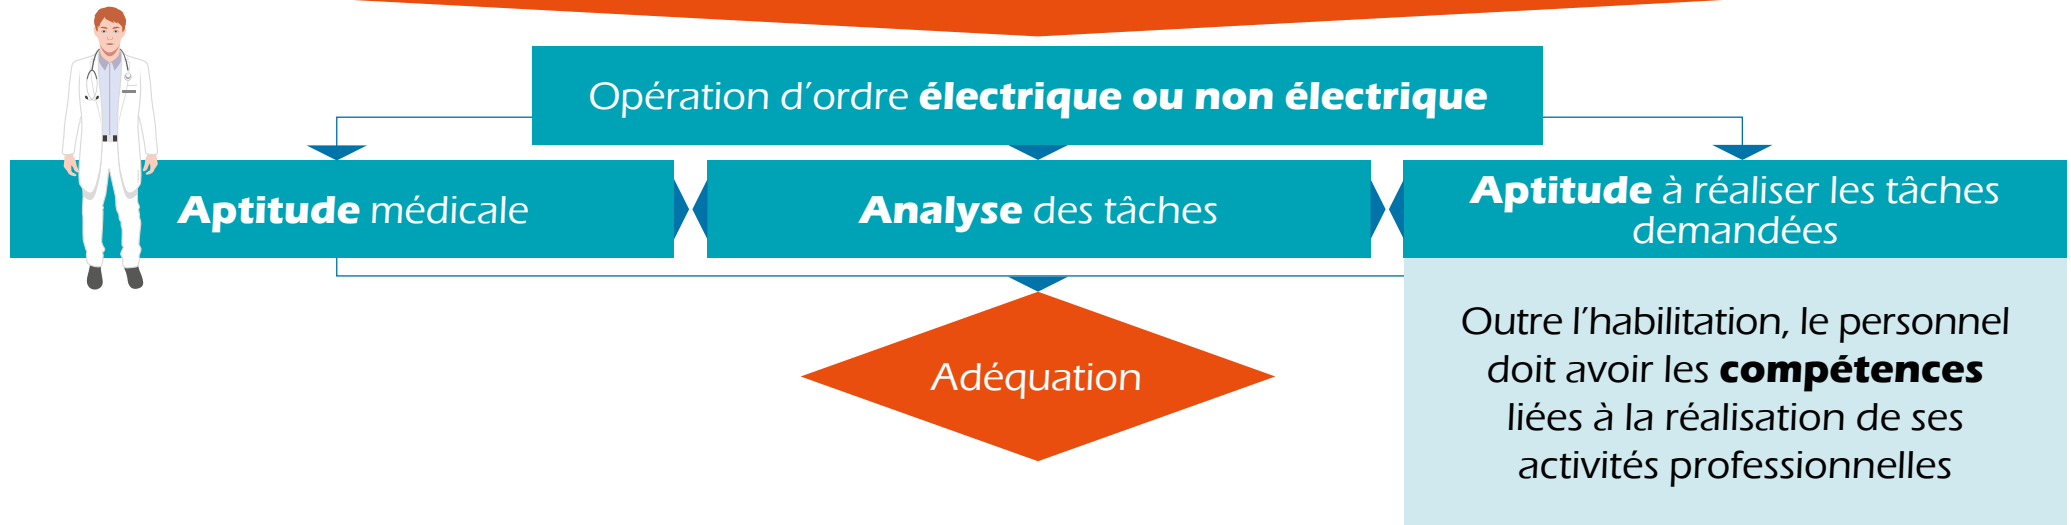 Opération d’ordre électrique ou non électrique
Aptitude médicale
Analyse des tâches
Aptitude à réaliser les tâches
demandées
Adéquation
Outre l’habilitation, le personnel
doit avoir les compétences
liées à la réalisation de ses
activités professionnelles